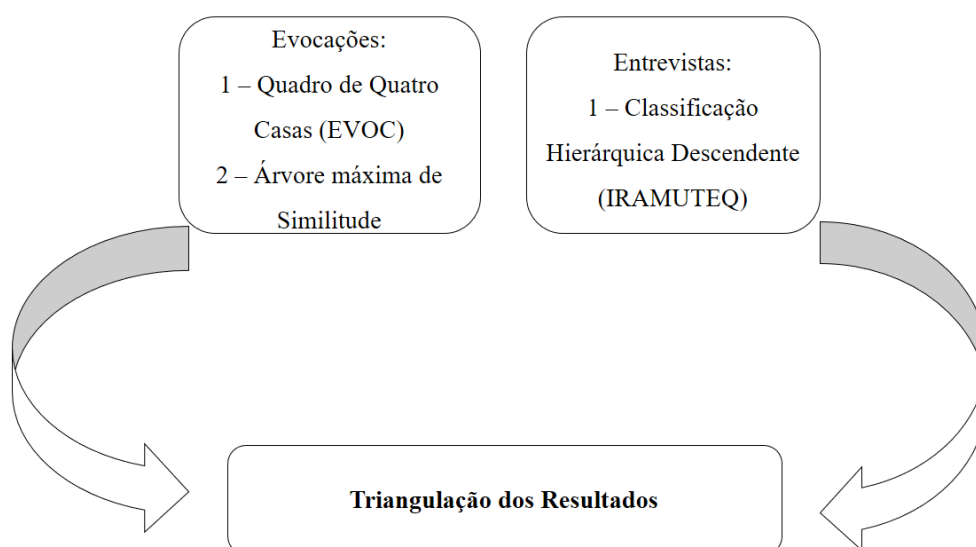 Evocações:
1 – Quadro de Quatro
Casas (EVOC)
2 – Árvore máxima de
Similitude
Entrevistas:
1 – Classificação
Hierárquica Descendente
(IRAMUTEQ)
Triangulação dos Resultados